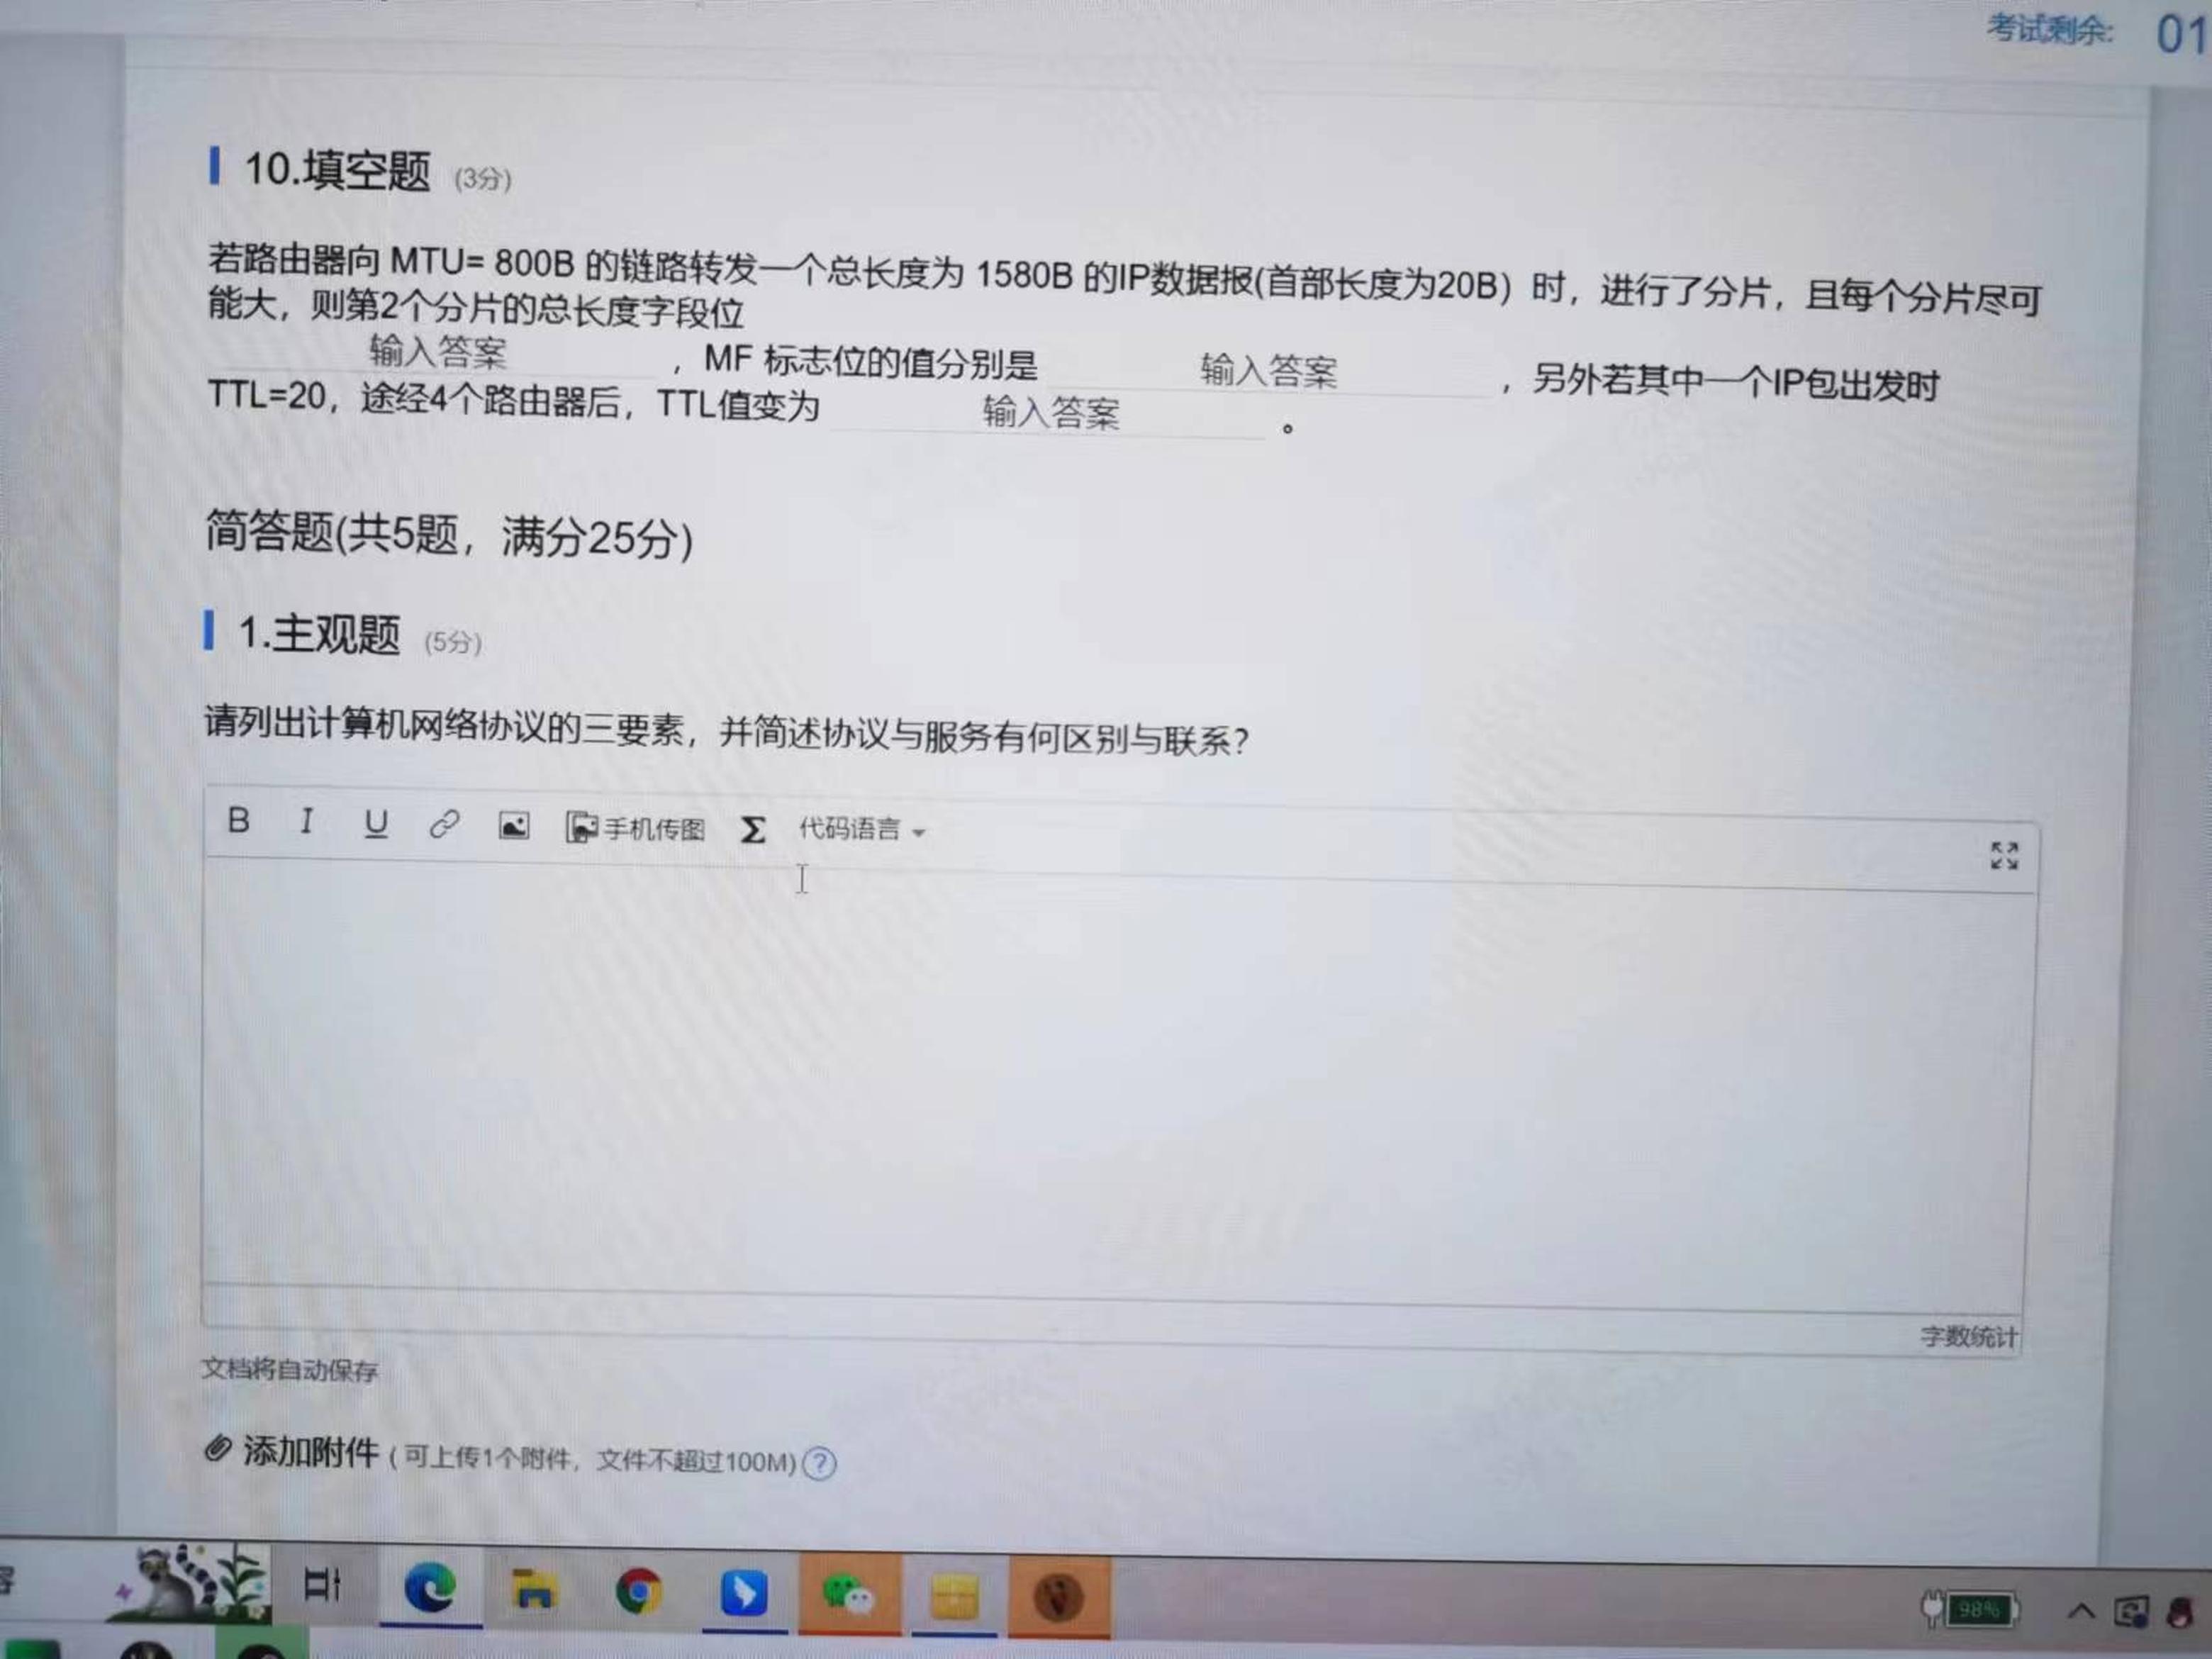 考试剩余: 01
10.填空题 (3分)
若路由器向 MTU= 800B 的链路转发一个总长度为 1580B 的IP数据报(首部长度为20B）时，进行了分片，且每个分片尽可
能大，则第2个分片的总长度字段位
输入答案 ，MF 标志位的值分别是 输入答案 ，另外若其中一个IP包出发时
TTL=20，途经4个路由器后，TTL值变为 输入答案 。
简答题(共5题，满分25分)
1.主观题 (5分)
请列出计算机网络协议的三要素，并简述协议与服务有何区别与联系？
B I U 手机传图 Σ 代码语言
字数统计
文档将自动保存
添加附件 ( 可上传1个附件，文件不超过100M) ?
98%